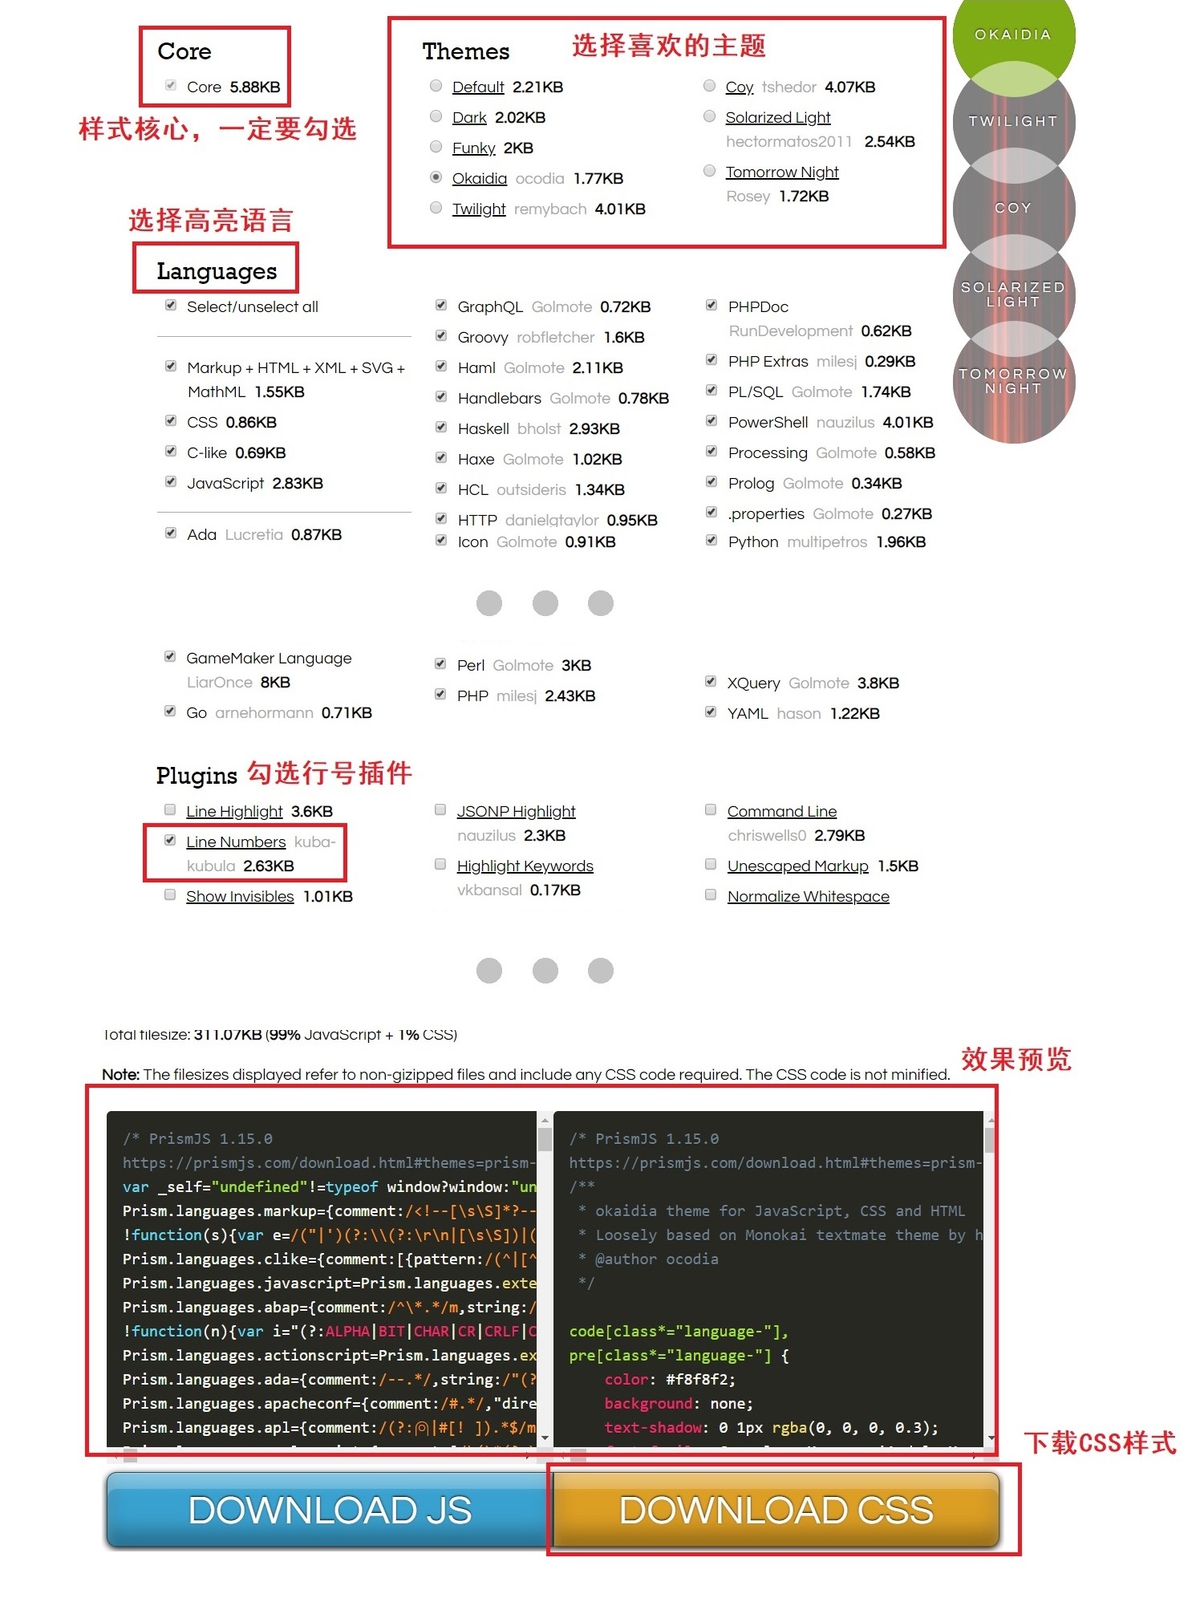 Core
Core 5.88KB
样式核心，一定要勾选
Themes
选择喜欢的主题
Default 2.21KB
Dark 2.02KB
Funky 2KB
Okaidia ocodia 1.77KB
Twilight remybach 4.01KB
Coy tshedor 4.07KB
Solarized Light
hectormatos2011 2.54KB
Tomorrow Night
Rosey 1.72KB
OKAIDIA
TWILIGHT
COY
SOLARIZED
LIGHT
TOMORROW
NIGHT
选择高亮语言
Languages
Select/unselect all
Markup + HTML + XML + SVG +
MathML 1.55KB
CSS 0.86KB
C-like 0.69KB
JavaScript 2.83KB
Ada Lucretia 0.87KB
GraphQL Golmote 0.72KB
Groovy robfletcher 1.6KB
Haml Golmote 2.11KB
Handlebars Golmote 0.78KB
Haskell bholst 2.93KB
Haxe Golmote 1.02KB
HCL outsideris 1.34KB
HTTP danielgtaylor 0.95KB
Icon Golmote 0.91KB
PHPDoc
RunDevelopment 0.62KB
PHP Extras milesj 0.29KB
PL/SQL Golmote 1.74KB
PowerShell nauzilus 4.01KB
Processing Golmote 0.58KB
Prolog Golmote 0.34KB
.properties Golmote 0.27KB
Python multipetros 1.96KB
GameMaker Language
LiarOnce 8KB
Go arnehormann 0.71KB
Perl Golmote 3KB
PHP milesj 2.43KB
XQuery Golmote 3.8KB
YAML hason 1.22KB
Plugins 勾选行号插件
Line Highlight 3.6KB
Line Numbers kuba-
kubula 2.63KB
Show Invisibles 1.01KB
JSONP Highlight
nauzilus 2.3KB
Highlight Keywords
vkbansal 0.17KB
Command Line
chriswells0 2.79KB
Unescaped Markup 1.5KB
Normalize Whitespace
Total filesize: 311.07KB (99% JavaScript + 1% CSS)
Note: The filesizes displayed refer to non-gizipped files and include any CSS code required. The CSS code is not minified.
效果预览
/* PrismJS 1.15.0
https://prismjs.com/download.html#themes=prism-
var _self="undefined"!=typeof window?window:"un
Prism.languages.markup={comment:/<!--[\s\S]*?--
!function(s){var e=/("|')(?:\\(?:\r\n|[\s\S])|(
Prism.languages.clike={comment:[{pattern:/(^|[^
Prism.languages.javascript=Prism.languages.exte
Prism.languages.abap={comment:/^\*.*/m,string:/
!function(n){var i="(?:ALPHA|BIT|CHAR|CR|CRLF|C
Prism.languages.actionscript=Prism.languages.ex
Prism.languages.ada={comment:/--.*/,string:/"(?
Prism.languages.apacheconf={comment:/#.*/,"dire
Prism.languages.apl={comment:/(?:⍝|#[! ]).*$/m
/* PrismJS 1.15.0
https://prismjs.com/download.html#themes=prism-
/**
* okaidia theme for JavaScript, CSS and HTML
* Loosely based on Monokai textmate theme by h
* @author ocodia
*/
code[class*="language-"],
pre[class*="language-"] {
color: #f8f8f2;
background: none;
text-shadow: 0 1px rgba(0, 0, 0, 0.3);
下载CSS样式
DOWNLOAD JS
DOWNLOAD CSS